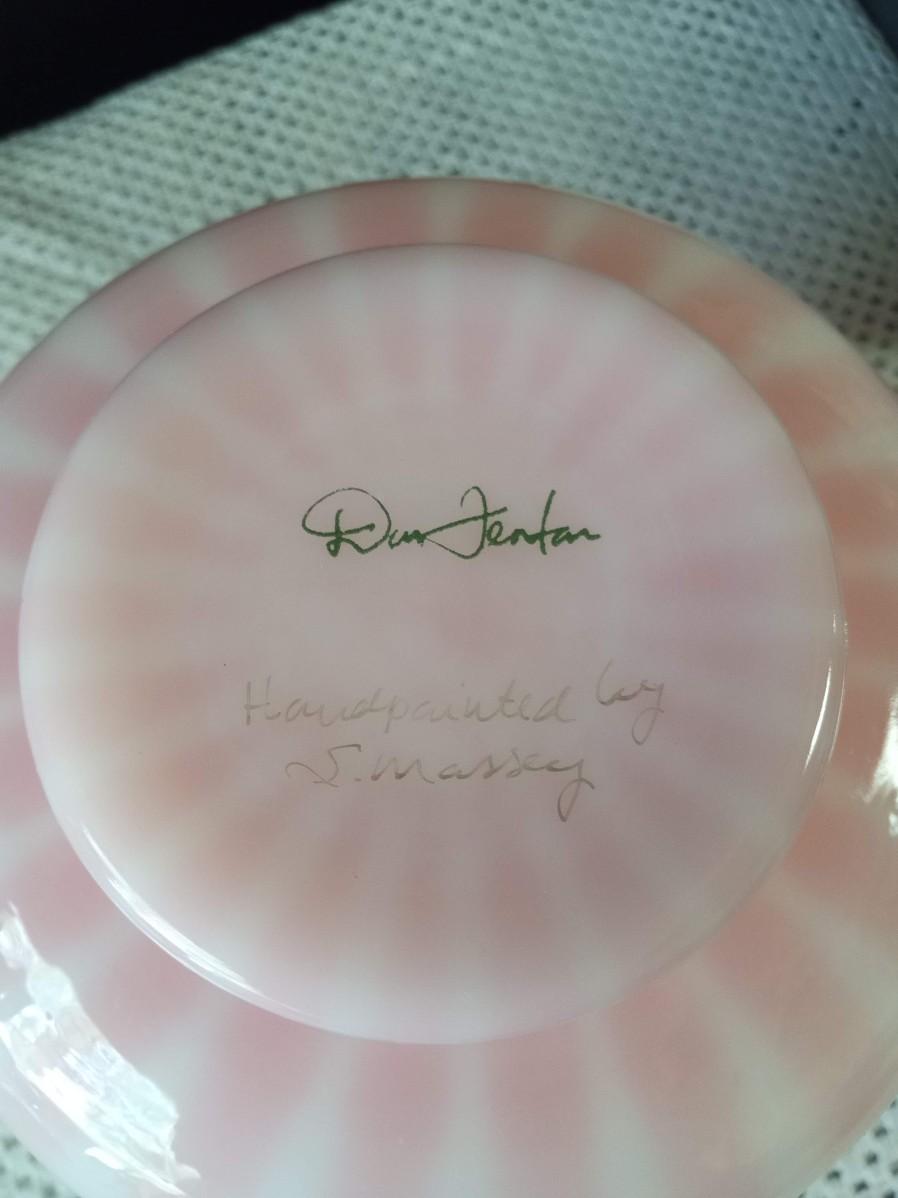 Don Fenton
Handpainted by
S. Massey